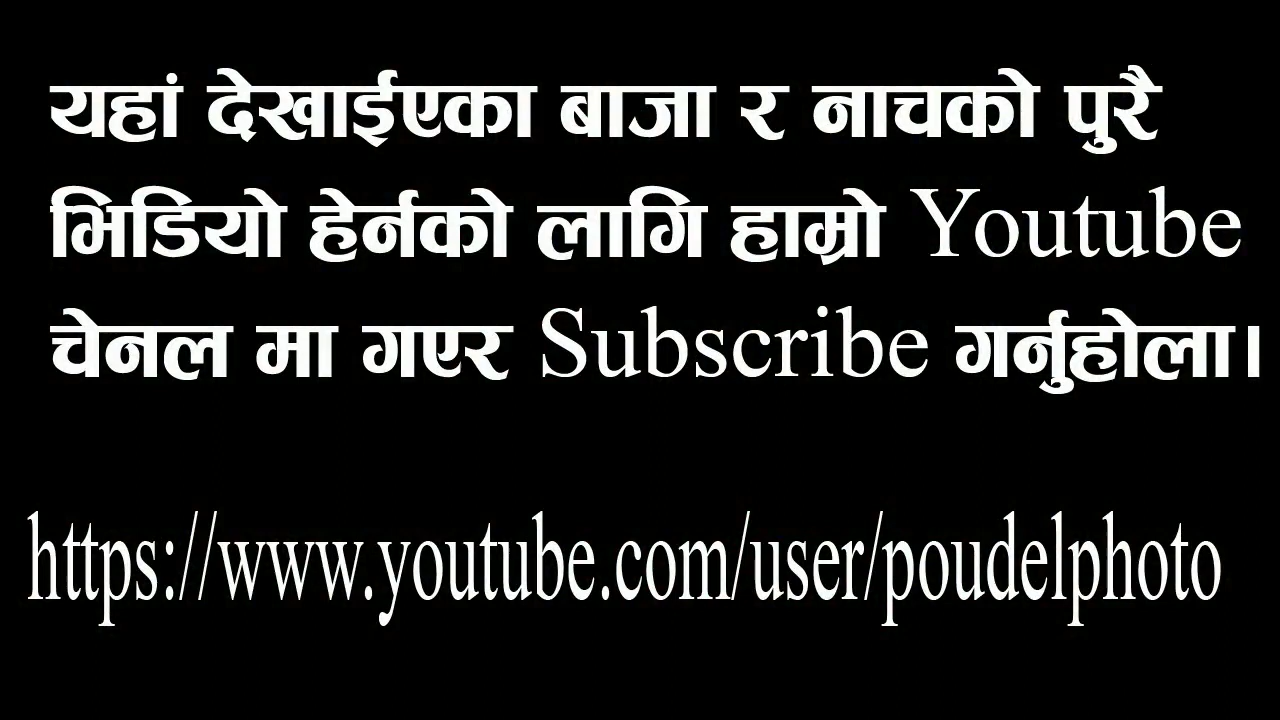 यहां देखाईएका बाजा र नाचको पुरै
भिडियो हेर्नको लागि हाम्रो Youtube
चेनल मा गएर Subscribe गर्नुहोला।
https://www.youtube.com/user/poudelphoto